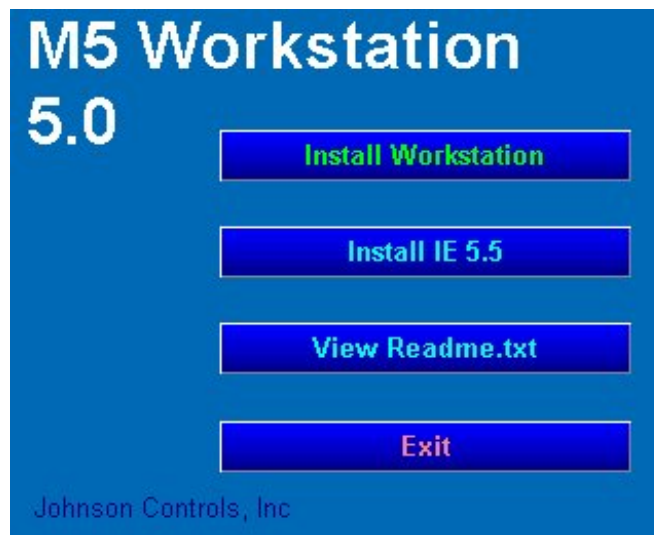 M5 Workstation
5.0
Install Workstation
Install IE 5.5
View Readme.txt
Exit
Johnson Controls, Inc